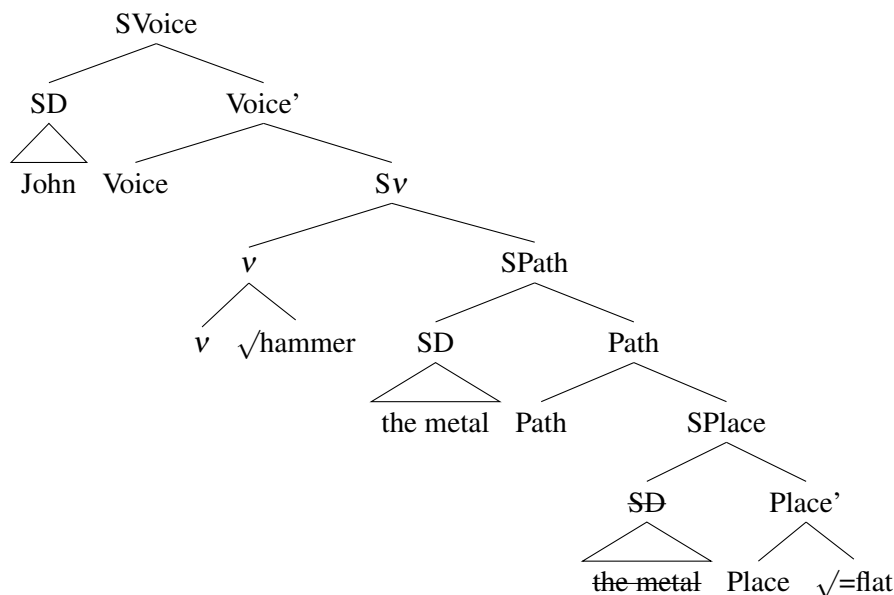 SVoice
SD Voice’
John Voice Sv
v SPath
v √hammer SD Path
the metal Path SPlace
SD Place’
the metal Place √=flat